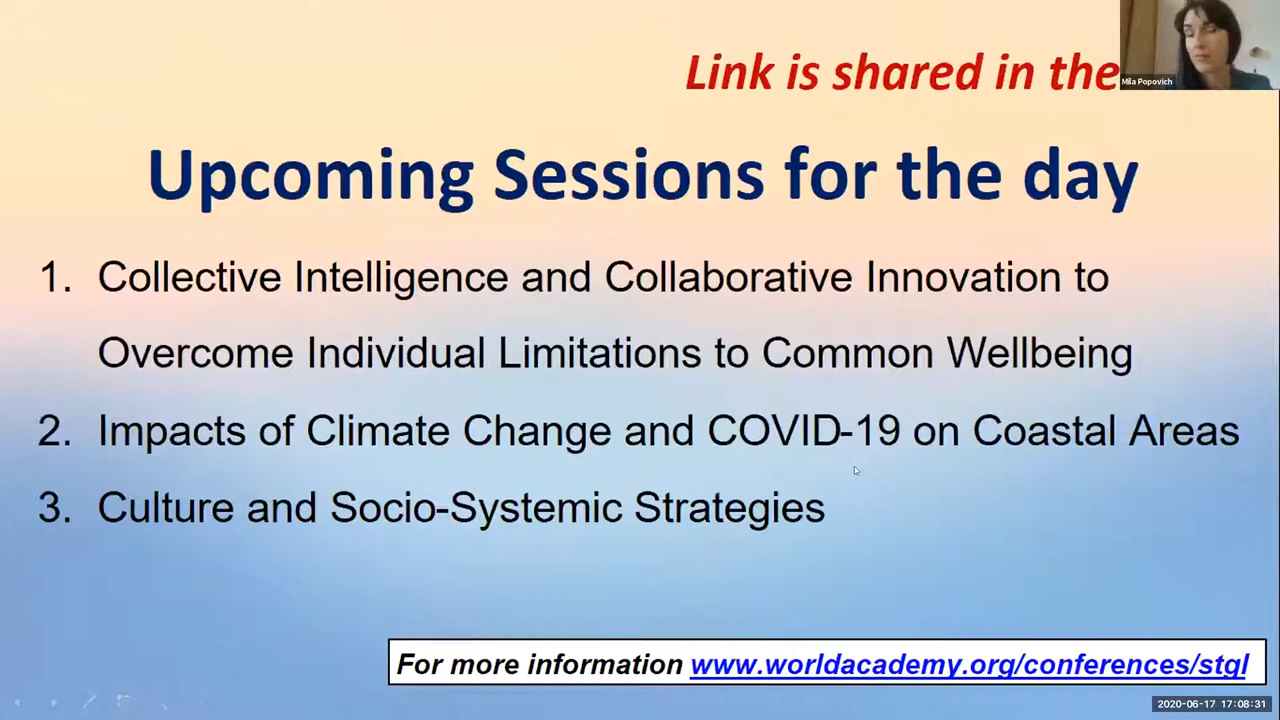 Link is shared in the
Mila Popovich
Upcoming Sessions for the day
1. Collective Intelligence and Collaborative Innovation to
Overcome Individual Limitations to Common Wellbeing
2. Impacts of Climate Change and COVID-19 on Coastal Areas
3. Culture and Socio-Systemic Strategies
For more information www.worldacademy.org/conferences/stgl
2020-06-17 17:08:31